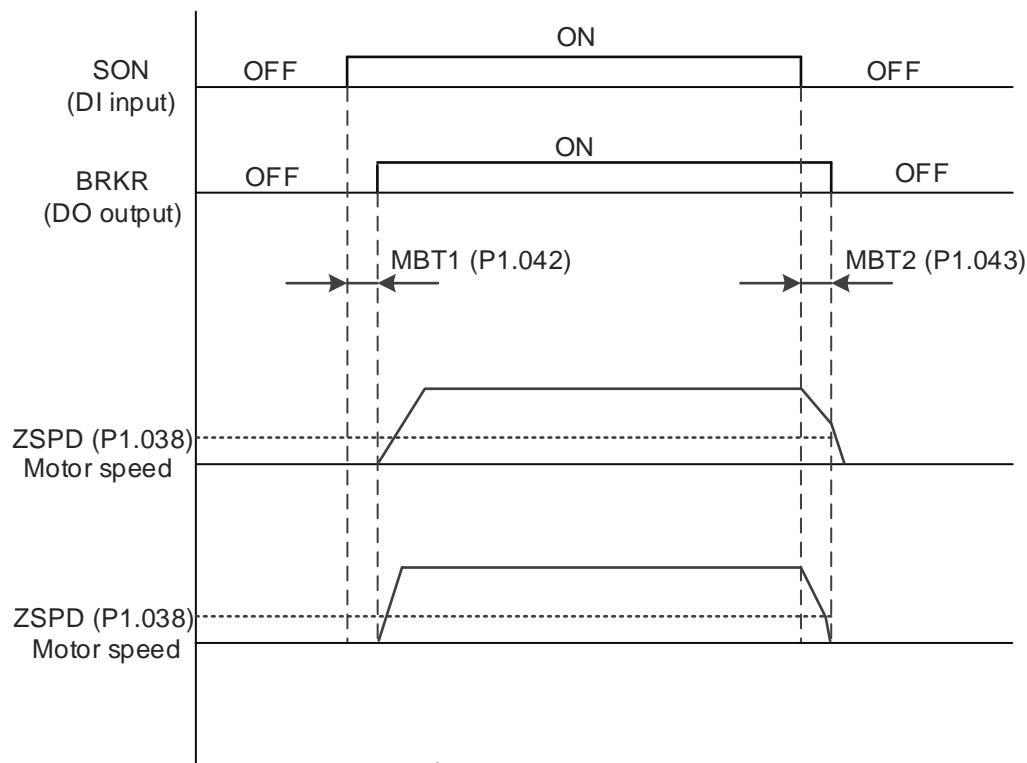 ON
SON
(DI input)
OFF
OFF
ON
BRKR
(DO output)
OFF
OFF
MBT1 (P1.042)
MBT2 (P1.043)
ZSPD (P1.038)
Motor speed
ZSPD (P1.038)
Motor speed